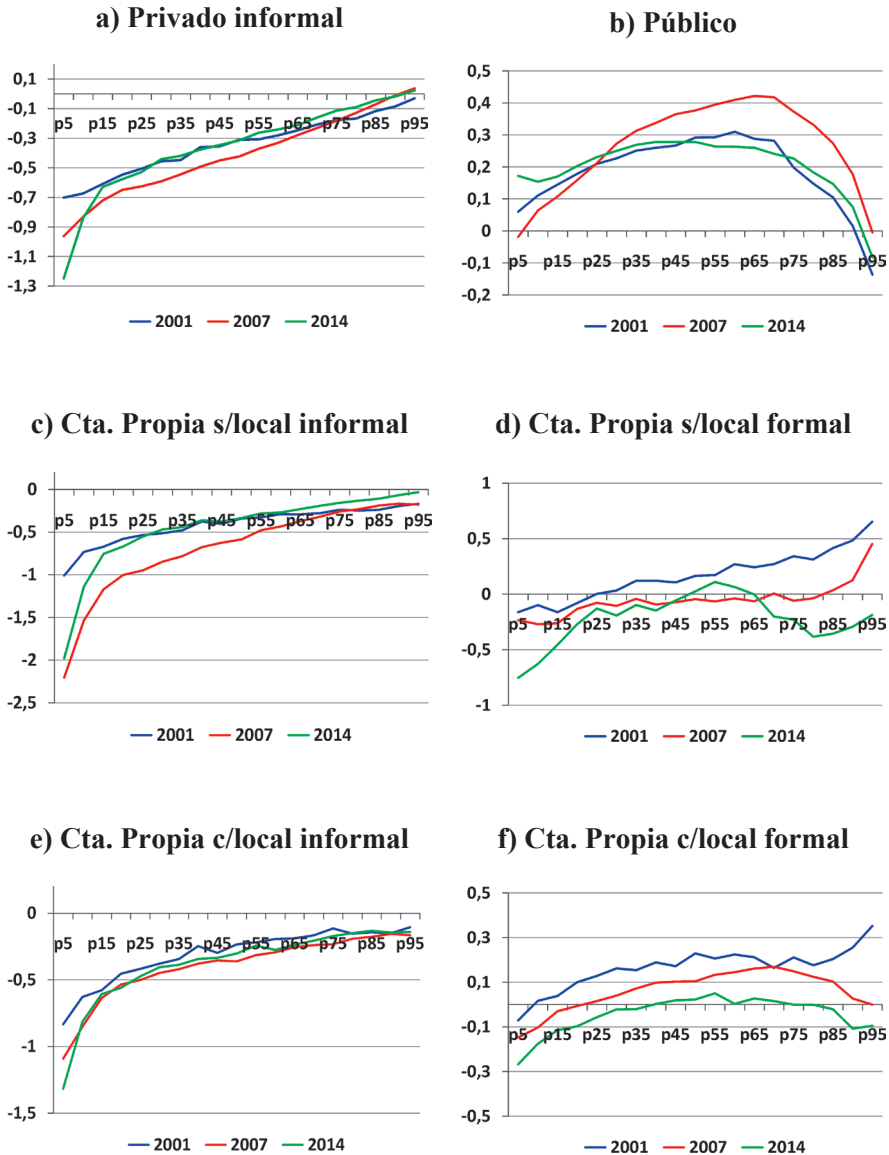 a) Privado informal
0,1
-0,1
-0,3
-0,5
-0,7
-0,9
-1,1
-1,3
p5 p15 p25 p35 p45 p55 p65 p75 p85 p95
2001 2007 2014
b) Público
0,5
0,4
0,3
0,2
0,1
0
-0,1
-0,2
p5 p15 p25 p35 p45 p55 p65 p75 p85 p95
2001 2007 2014
c) Cta. Propia s/local informal
0
-0,5
-1
-1,5
-2
-2,5
p5 p15 p25 p35 p45 p55 p65 p75 p85 p95
2001 2007 2014
d) Cta. Propia s/local formal
1
0,5
0
-0,5
-1
p5 p15 p25 p35 p45 p55 p65 p75 p85 p95
2001 2007 2014
e) Cta. Propia c/local informal
0
-0,5
-1
-1,5
p5 p15 p25 p35 p45 p55 p65 p75 p85 p95
2001 2007 2014
f) Cta. Propia c/local formal
0,5
0,3
0,1
-0,1
-0,3
-0,5
p5 p15 p25 p35 p45 p55 p65 p75 p85 p95
2001 2007 2014